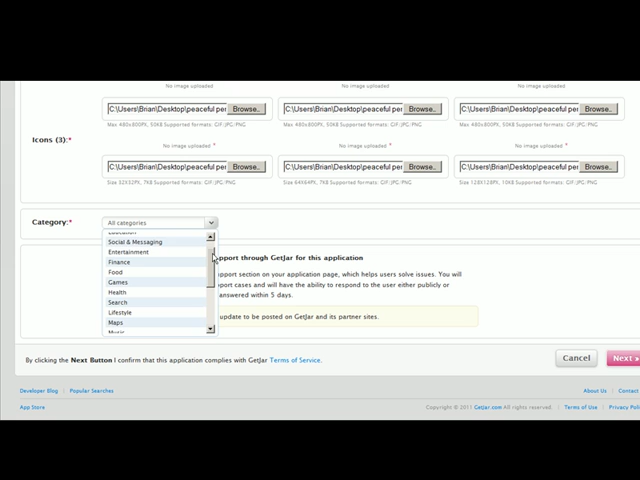 No image uploaded No image uploaded No image uploaded
C:\Users\Brian\Desktop\peaceful per Browse.. C:\Users\Brian\Desktop\peaceful per Browse.. C:\Users\Brian\Desktop\peaceful per Browse..
Max 480x800PX, 50KB Supported formats: GIF/JPG/PNG Max 480x800PX, 50KB Supported formats: GIF/JPG/PNG Max 480x800PX, 50KB Supported formats: GIF/JPG/PNG
Icons (3):* No image uploaded * No image uploaded * No image uploaded *
C:\Users\Brian\Desktop\peaceful per Browse.. C:\Users\Brian\Desktop\peaceful per Browse.. C:\Users\Brian\Desktop\peaceful per Browse..
Size 32X32PX, 7KB Supported formats: GIF/JPG/PNG Size 64X64PX, 7KB Supported formats: GIF/JPG/PNG Size 128X128PX, 10KB Supported formats: GIF/JPG/PNG
Category:* All categories
Education
Social & Messaging
Entertainment
Finance
Food
Games
Health
Search
Lifestyle
Maps
Music
pport through GetJar for this application
pport section on your application page, which helps users solve issues. You will
pport cases and will have the ability to respond to the user either publicly or
answered within 5 days.
update to be posted on GetJar and its partner sites.
By clicking the Next Button I confirm that this application complies with GetJar Terms of Service. Cancel Next »
Developer Blog | Popular Searches About Us | Contact
App Store Copyright © 2011 GetJar.com All rights reserved. | Terms of Use | Privacy Poli